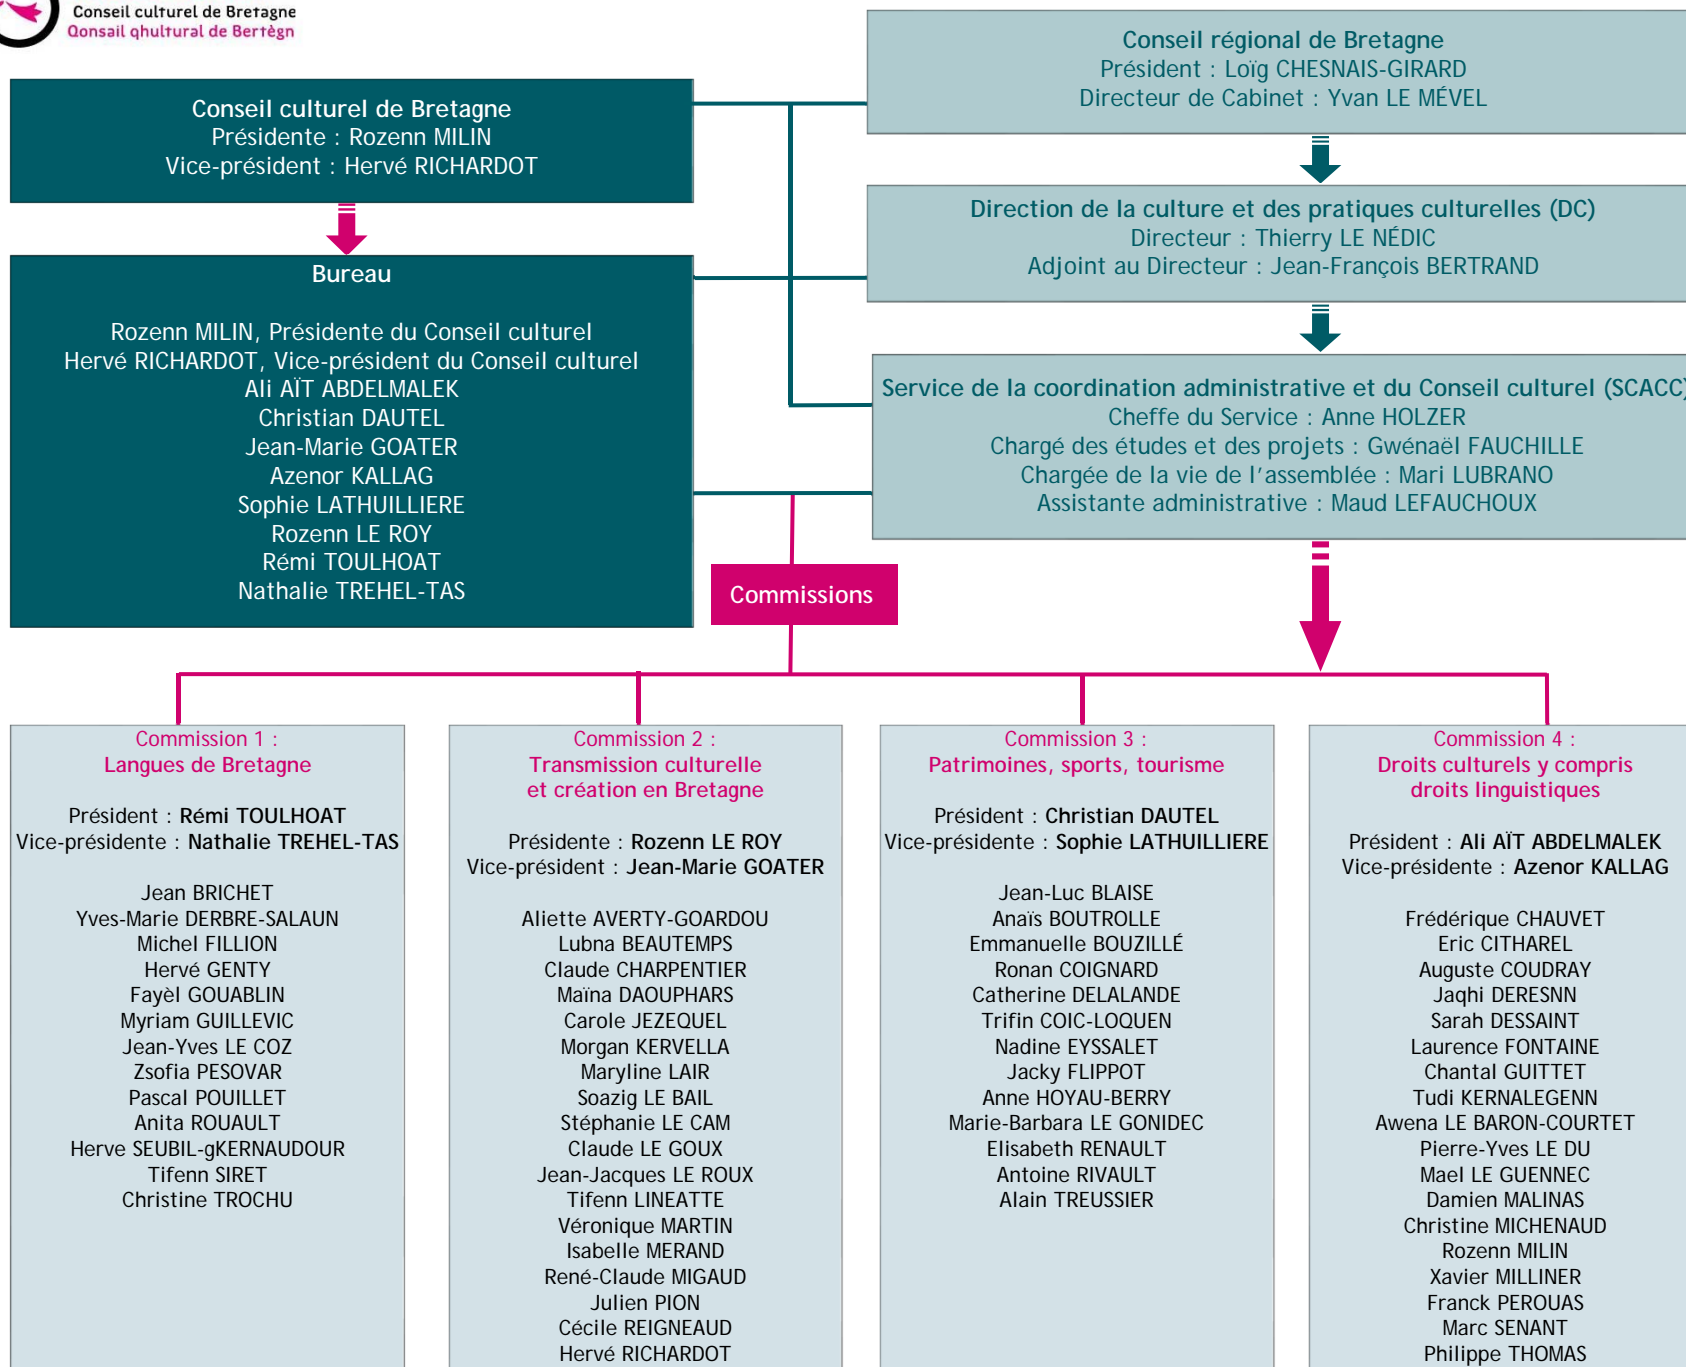 Conseil culturel de Bretagne
Qonsail qhultural de Bertègn
Conseil culturel de Bretagne
Présidente : Rozenn MILIN
Vice-président : Hervé RICHARDOT
Bureau
Rozenn MILIN, Présidente du Conseil culturel
Hervé RICHARDOT, Vice-président du Conseil culturel
Ali AÏT ABDELMALEK
Christian DAUTEL
Jean-Marie GOATER
Azenor KALLAG
Sophie LATHUILLIERE
Rozenn LE ROY
Rémi TOULHOAT
Nathalie TREHEL-TAS
Conseil régional de Bretagne
Président : Loïg CHESNAIS-GIRARD
Directeur de Cabinet : Yvan LE MÉVEL
Direction de la culture et des pratiques culturelles (DC)
Directeur : Thierry LE NÉDIC
Adjoint au Directeur : Jean-François BERTRAND
Service de la coordination administrative et du Conseil culturel (SCACC)
Cheffe du Service : Anne HOLZER
Chargé des études et des projets : Gwénaël FAUCHILLE
Chargée de la vie de l’assemblée : Mari LUBRANO
Assistante administrative : Maud LEFAUCHOUX
Commissions
Commission 1 :
Langues de Bretagne
Président : Rémi TOULHOAT
Vice-présidente : Nathalie TREHEL-TAS
Jean BRICHET
Yves-Marie DERBRE-SALAUN
Michel FILLION
Hervé GENTY
Fayèl GOUABLIN
Myriam GUILLEVIC
Jean-Yves LE COZ
Zsofia PESOVAR
Pascal POUILLET
Anita ROUAULT
Herve SEUBIL-gKERNAUDOUR
Tifenn SIRET
Christine TROCHU
Commission 2 :
Transmission culturelle
et création en Bretagne
Présidente : Rozenn LE ROY
Vice-président : Jean-Marie GOATER
Aliette AVERTY-GOARDOU
Lubna BEAUTEMPS
Claude CHARPENTIER
Maïna DAOUPHARS
Carole JEZEQUEL
Morgan KERVELLA
Maryline LAIR
Soazig LE BAIL
Stéphanie LE CAM
Claude LE GOUX
Jean-Jacques LE ROUX
Tifenn LINEATTE
Véronique MARTIN
Isabelle MERAND
René-Claude MIGAUD
Julien PION
Cécile REIGNEAUD
Hervé RICHARDOT
Commission 3 :
Patrimoines, sports, tourisme
Président : Christian DAUTEL
Vice-présidente : Sophie LATHUILLIERE
Jean-Luc BLAISE
Anaïs BOUTROLLE
Emmanuelle BOUZILLÉ
Ronan COIGNARD
Catherine DELALANDE
Trifin COIC-LOQUEN
Nadine EYSSALET
Jacky FLIPPOT
Anne HOYAU-BERRY
Marie-Barbara LE GONIDEC
Elisabeth RENAULT
Antoine RIVAULT
Alain TREUSSIER
Commission 4 :
Droits culturels y compris
droits linguistiques
Président : Ali AÏT ABDELMALEK
Vice-présidente : Azenor KALLAG
Frédérique CHAUVET
Eric CITHAREL
Auguste COUDRAY
Jaqhi DERESNN
Sarah DESSAINT
Laurence FONTAINE
Chantal GUITTET
Tudi KERNALEGENN
Awena LE BARON-COURTET
Pierre-Yves LE DU
Mael LE GUENNEC
Damien MALINAS
Christine MICHENAUD
Rozenn MILIN
Xavier MILLINER
Franck PEROUAS
Marc SENANT
Philippe THOMAS